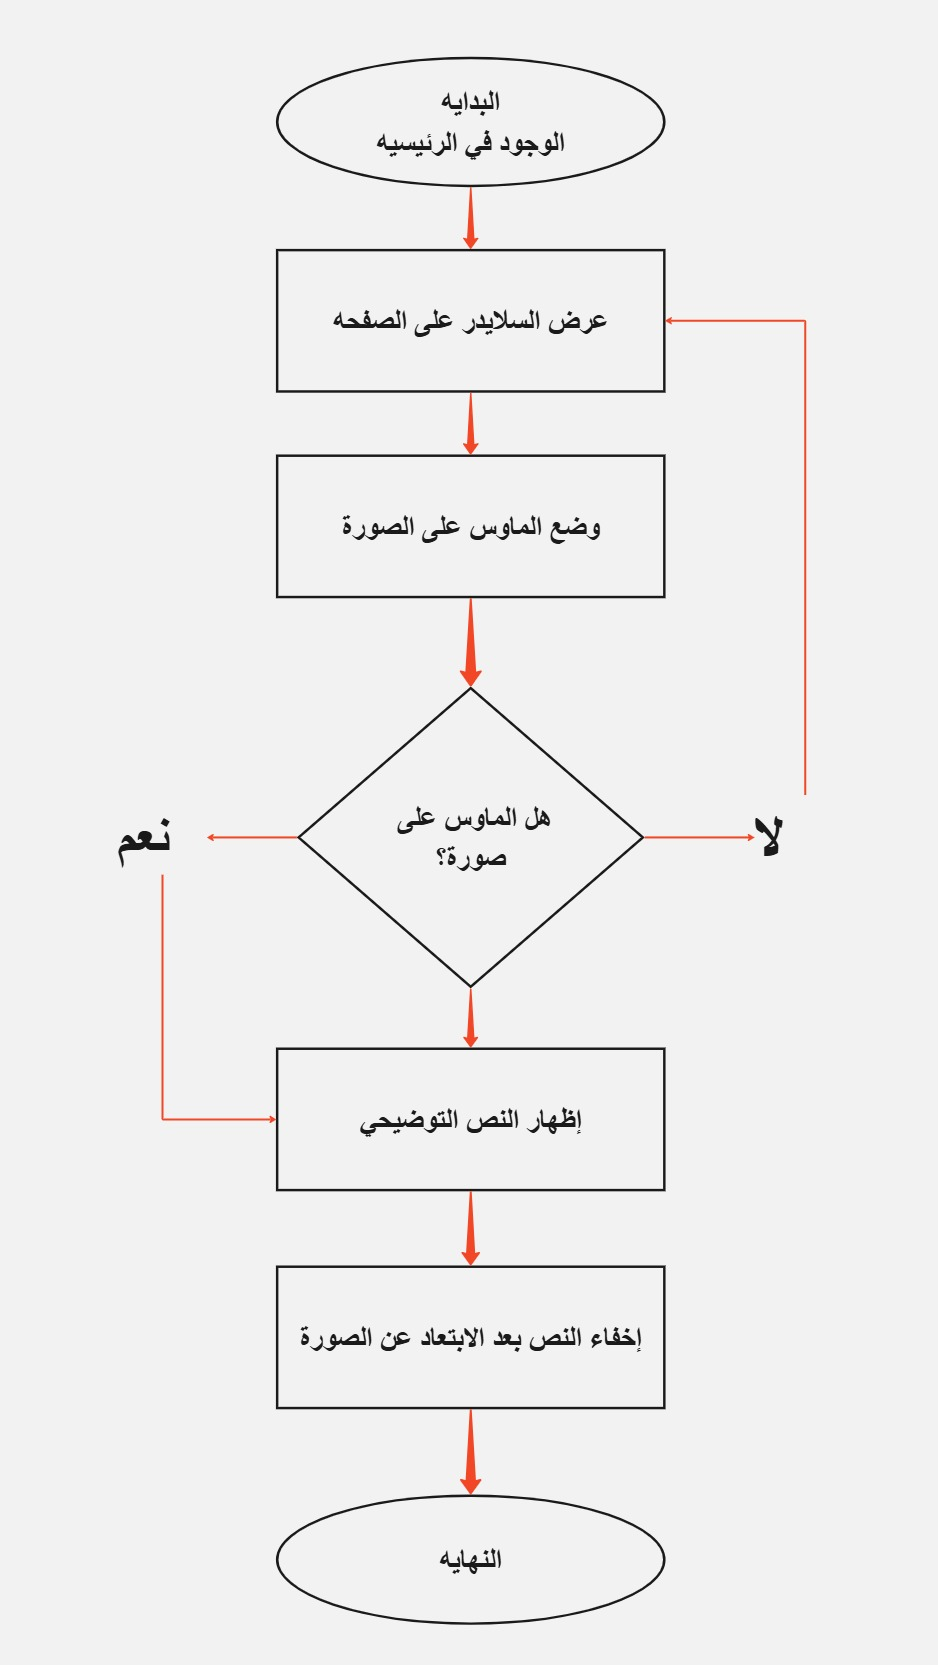 البدايه
الوجود في الرئيسيه
عرض السلايدر على الصفحه
وضع الماوس على الصورة
هل الماوس على
صورة؟
لا
نعم
إظهار النص التوضيحي
إخفاء النص بعد الابتعاد عن الصورة
النهايه